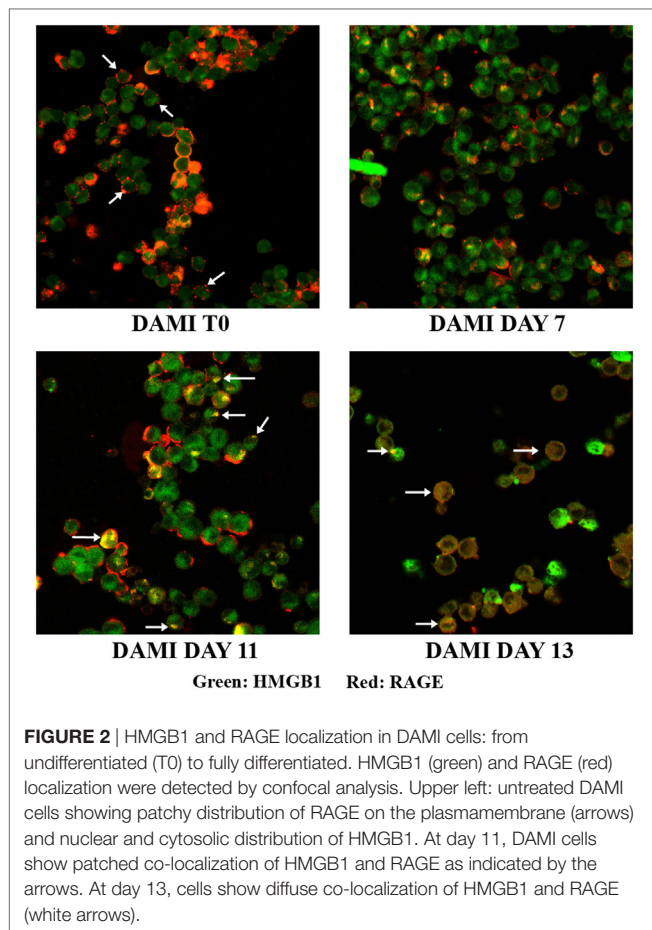 DAMI T0
DAMI DAY 7
DAMI DAY 11
DAMI DAY 13
Green: HMGB1 Red: RAGE
FIGURE 2 | HMGB1 and RAGE localization in DAMI cells: from
undifferentiated (T0) to fully differentiated. HMGB1 (green) and RAGE (red)
localization were detected by confocal analysis. Upper left: untreated DAMI
cells showing patchy distribution of RAGE on the plasmamembrane (arrows)
and nuclear and cytosolic distribution of HMGB1. At day 11, DAMI cells
show patched co-localization of HMGB1 and RAGE as indicated by the
arrows. At day 13, cells show diffuse co-localization of HMGB1 and RAGE
(white arrows).